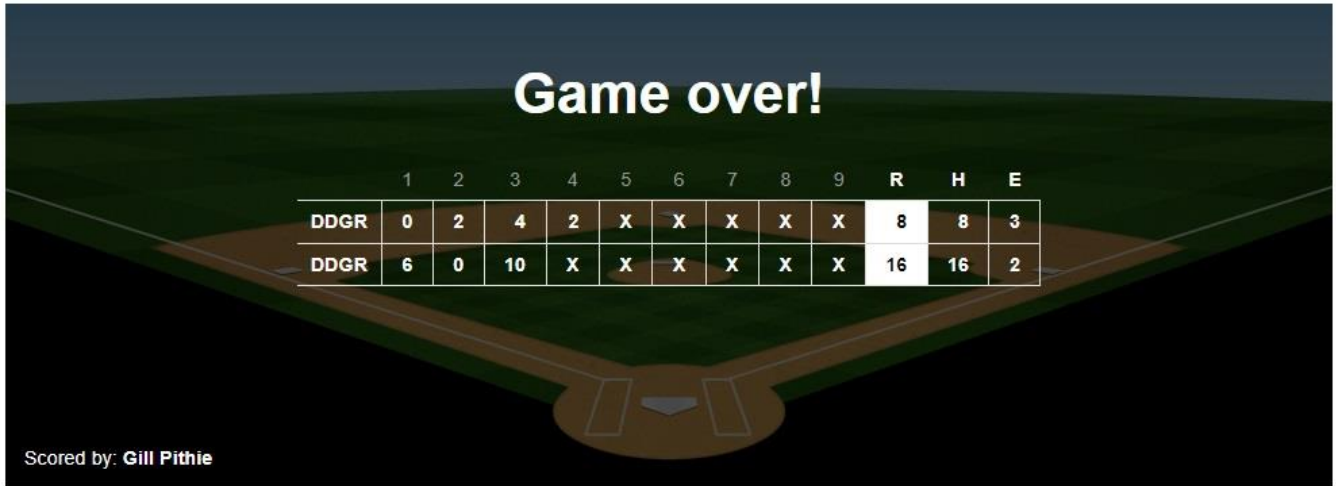 Game over!
1 2 3 4 5 6 7 8 9 R H E
DDGR 0 2 4 2 X X X X X 8 8 3
DDGR 6 0 10 X X X X X X 16 16 2
Scored by: Gill Pithie